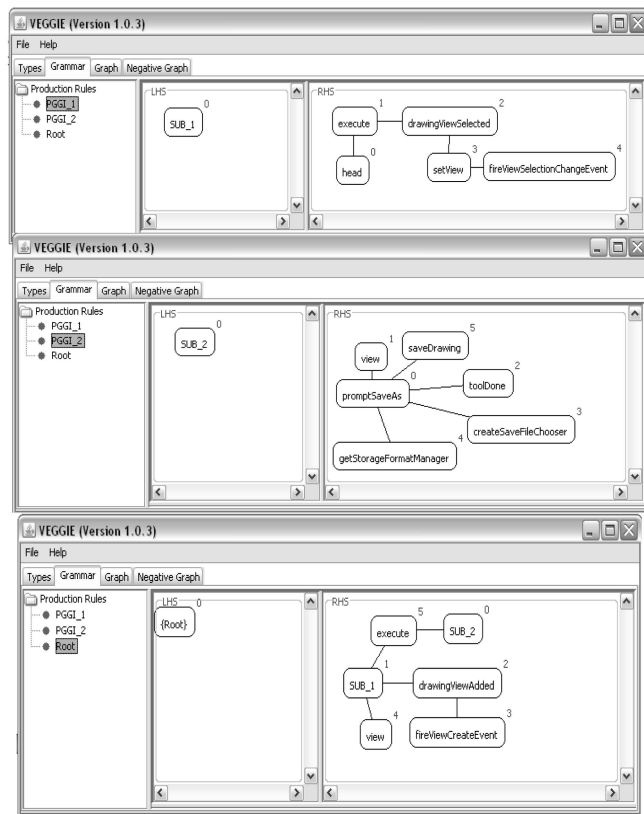 VEGGIE (Version 1.0.3)
File Help
Types Grammar Graph Negative Graph
Production Rules
PGGI_1
PGGI_2
Root
LHS
0
SUB_1
RHS
1
execute
2
drawingViewSelected
0
head
3
setView
4
fireViewSelectionChangeEvent
VEGGIE (Version 1.0.3)
File Help
Types Grammar Graph Negative Graph
Production Rules
PGGI_1
PGGI_2
Root
LHS
0
SUB_2
RHS
1
view
5
saveDrawing
0
promptSaveAs
2
toolDone
3
createSaveFileChooser
4
getStorageFormatManager
VEGGIE (Version 1.0.3)
File Help
Types Grammar Graph Negative Graph
Production Rules
PGGI_1
PGGI_2
Root
LHS
0
{Root}
RHS
5
execute
0
SUB_2
1
SUB_1
2
drawingViewAdded
4
view
3
fireViewCreateEvent